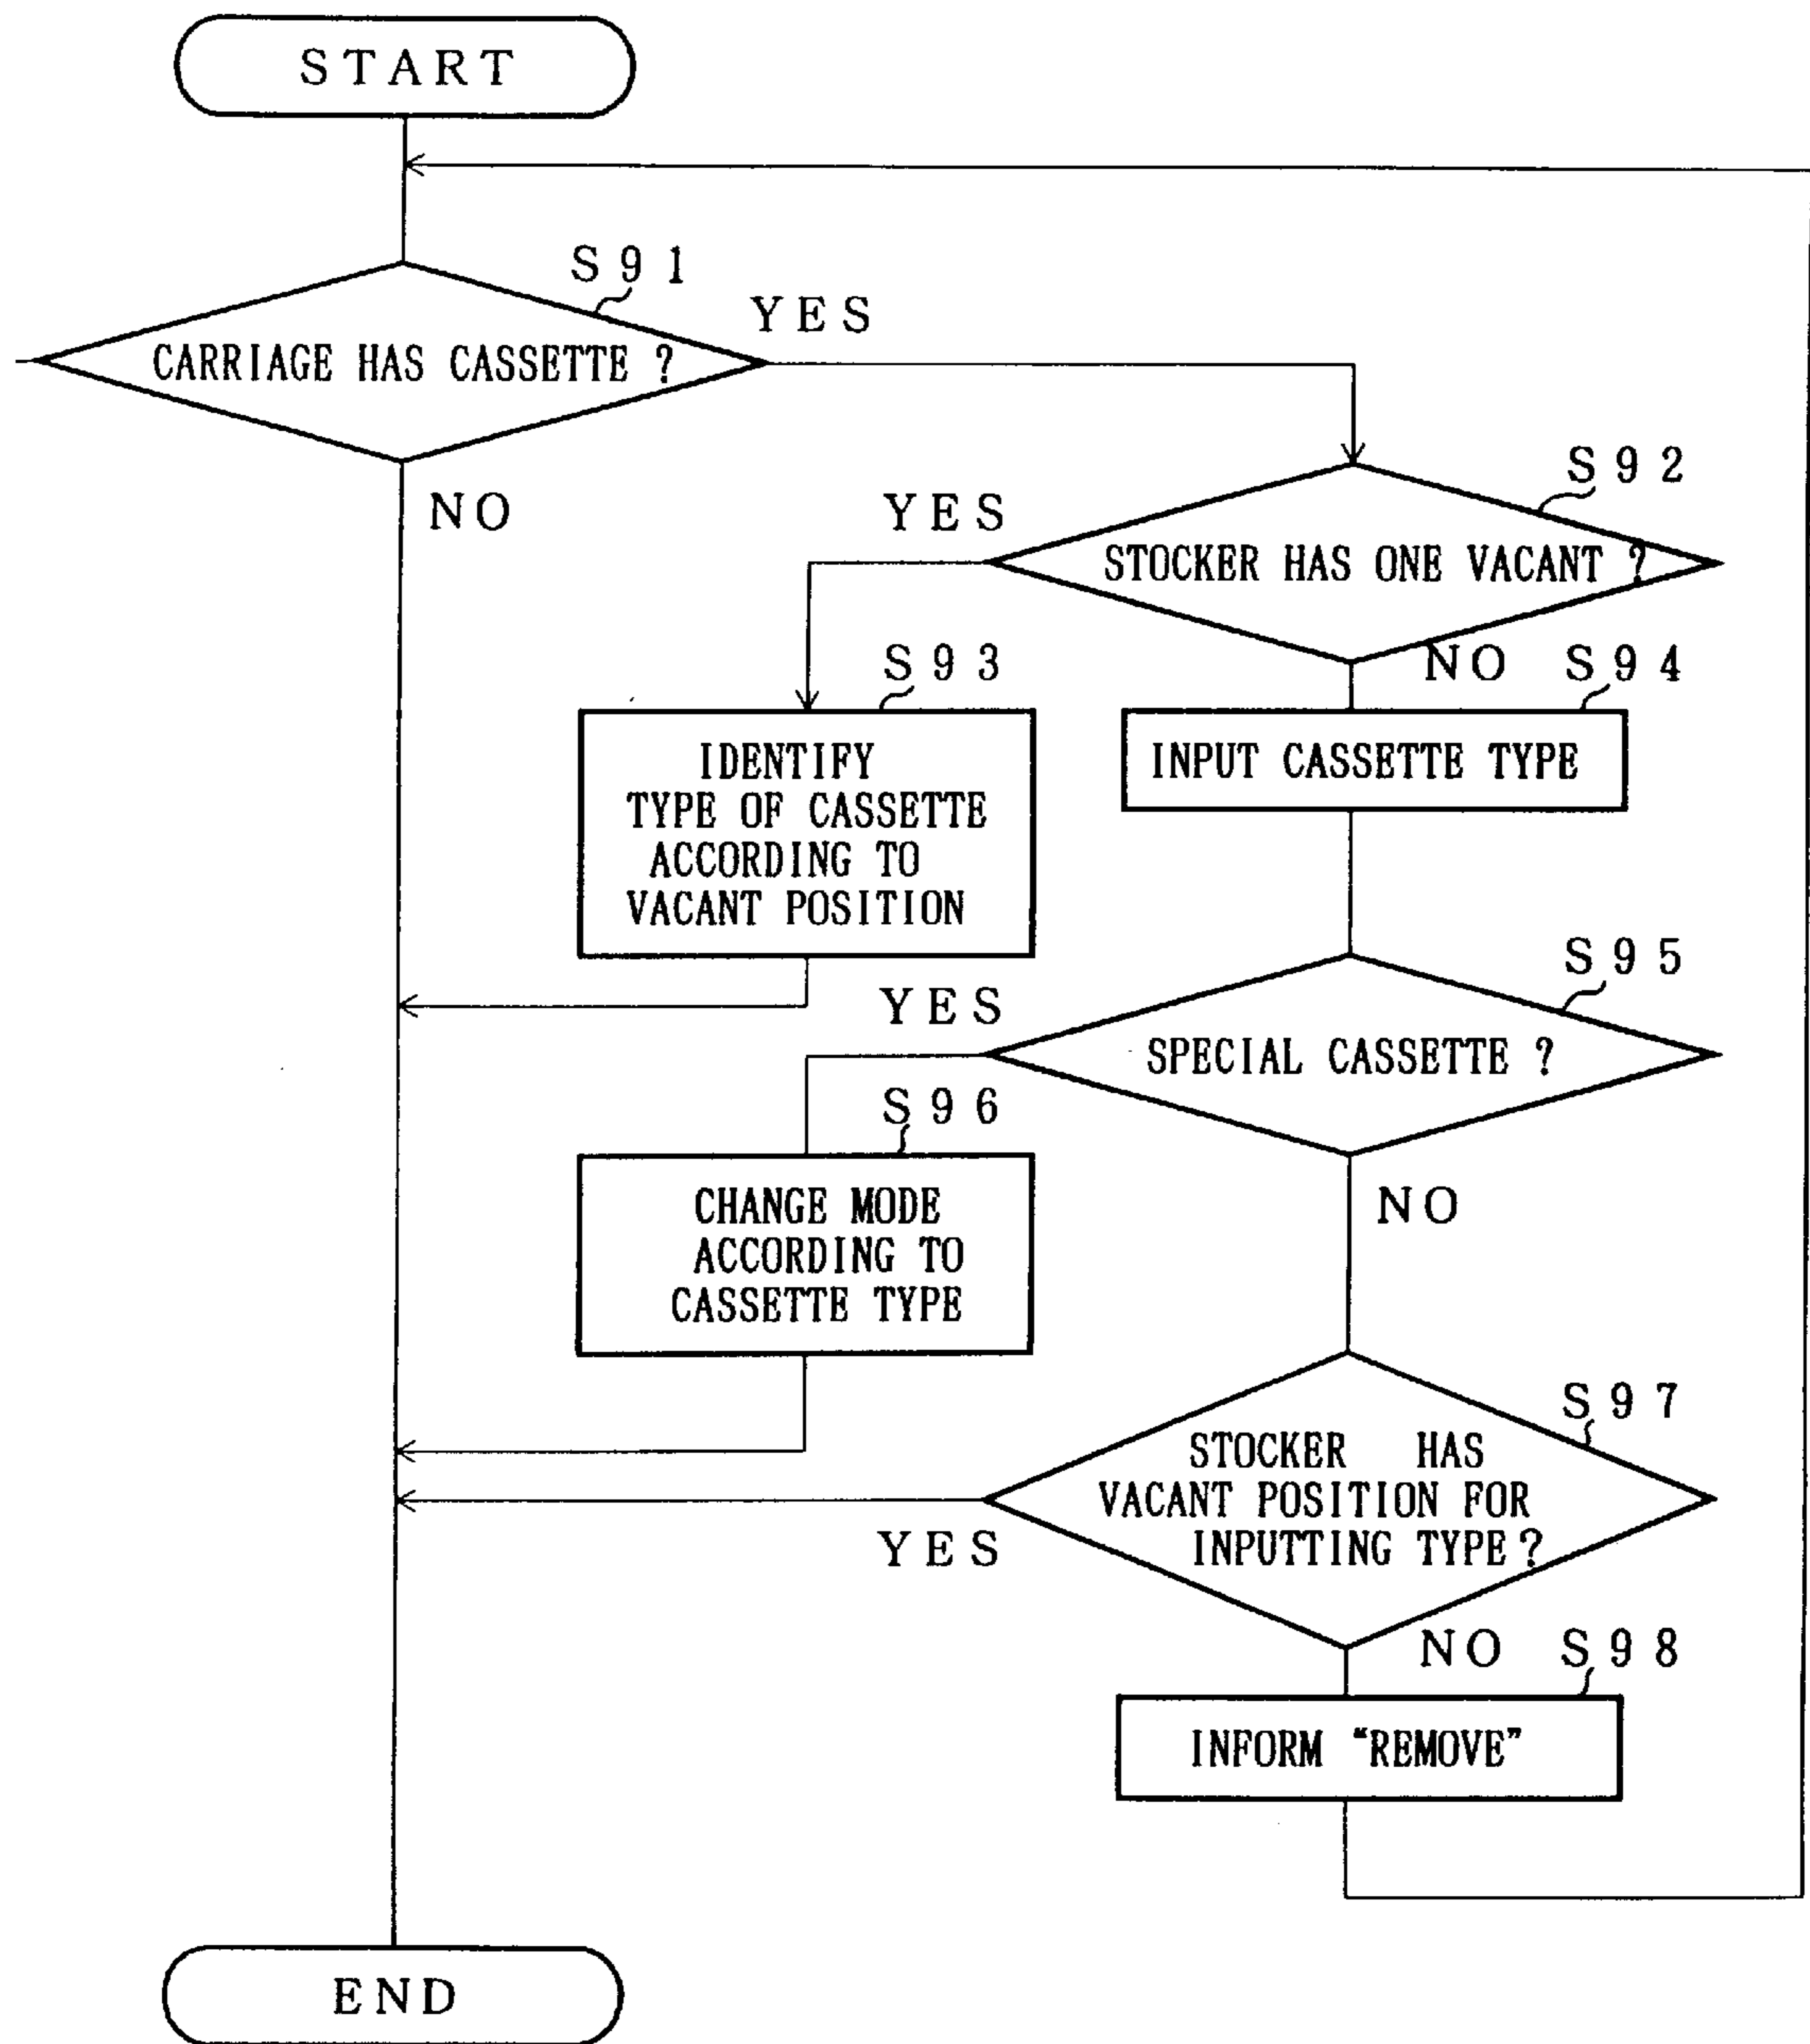 START
S91
YES
CARRIAGE HAS CASSETTE ?
NO
S92
YES
STOCKER HAS ONE VACANT ?
S93
NO
S94
IDENTIFY
TYPE OF CASSETTE
ACCORDING TO
VACANT POSITION
INPUT CASSETTE TYPE
S95
YES
SPECIAL CASSETTE ?
S96
CHANGE MODE
ACCORDING TO
CASSETTE TYPE
NO
S97
STOCKER HAS
VACANT POSITION FOR
INPUTTING TYPE ?
YES
NO
S98
INFORM “REMOVE”
END